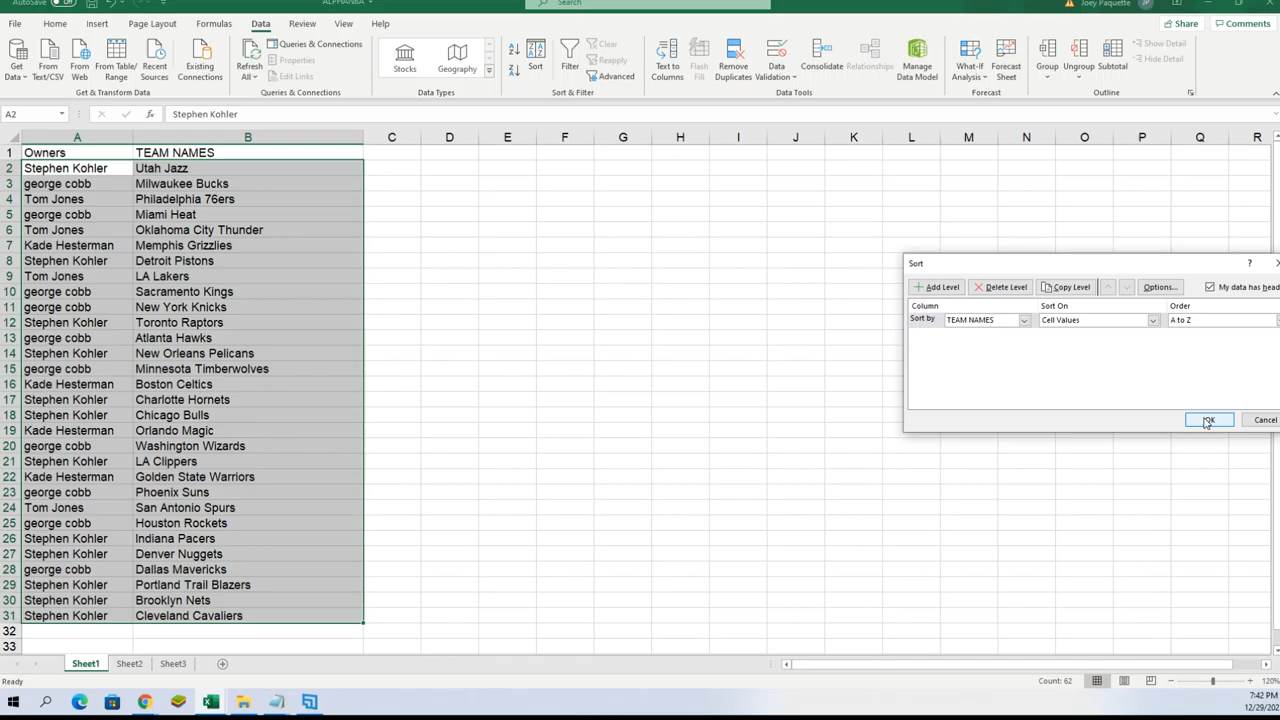 AutoSave
ALPHANBA
Search
Joey Paquette
JP
File Home Insert Page Layout Formulas Data Review View Help
Share Comments
Get Data
From Text/CSV
From Web
From Table/Range
Recent Sources
Existing Connections
Refresh All
Queries & Connections
Properties
Edit Links
Stocks
Geography
Sort
Filter
Clear
Reapply
Advanced
Text to Columns
Flash Fill
Remove Duplicates
Data Validation
Consolidate
Relationships
Manage Data Model
What-If Analysis
Forecast Sheet
Group
Ungroup
Subtotal
Show Detail
Hide Detail
Get & Transform Data
Queries & Connections
Data Types
Sort & Filter
Data Tools
Forecast
Outline
A2
fx
Stephen Kohler
A B C D E F G H I J K L M N O P Q R
1 Owners TEAM NAMES
2 Stephen Kohler Utah Jazz
3 george cobb Milwaukee Bucks
4 Tom Jones Philadelphia 76ers
5 george cobb Miami Heat
6 Tom Jones Oklahoma City Thunder
7 Kade Hesterman Memphis Grizzlies
8 Stephen Kohler Detroit Pistons
9 Tom Jones LA Lakers
10 george cobb Sacramento Kings
11 george cobb New York Knicks
12 Stephen Kohler Toronto Raptors
13 george cobb Atlanta Hawks
14 Stephen Kohler New Orleans Pelicans
15 george cobb Minnesota Timberwolves
16 Kade Hesterman Boston Celtics
17 Stephen Kohler Charlotte Hornets
18 Stephen Kohler Chicago Bulls
19 Kade Hesterman Orlando Magic
20 george cobb Washington Wizards
21 Stephen Kohler LA Clippers
22 Kade Hesterman Golden State Warriors
23 george cobb Phoenix Suns
24 Tom Jones San Antonio Spurs
25 george cobb Houston Rockets
26 Stephen Kohler Indiana Pacers
27 Stephen Kohler Denver Nuggets
28 george cobb Dallas Mavericks
29 Stephen Kohler Portland Trail Blazers
30 Stephen Kohler Brooklyn Nets
31 Stephen Kohler Cleveland Cavaliers
32
33
Sort ?
Add Level Delete Level Copy Level Options... My data has head
Column Sort On Order
Sort by TEAM NAMES Cell Values A to Z
OK Cancel
Sheet1 Sheet2 Sheet3
Ready
Count: 62
120%
7:42 PM
12/29/202